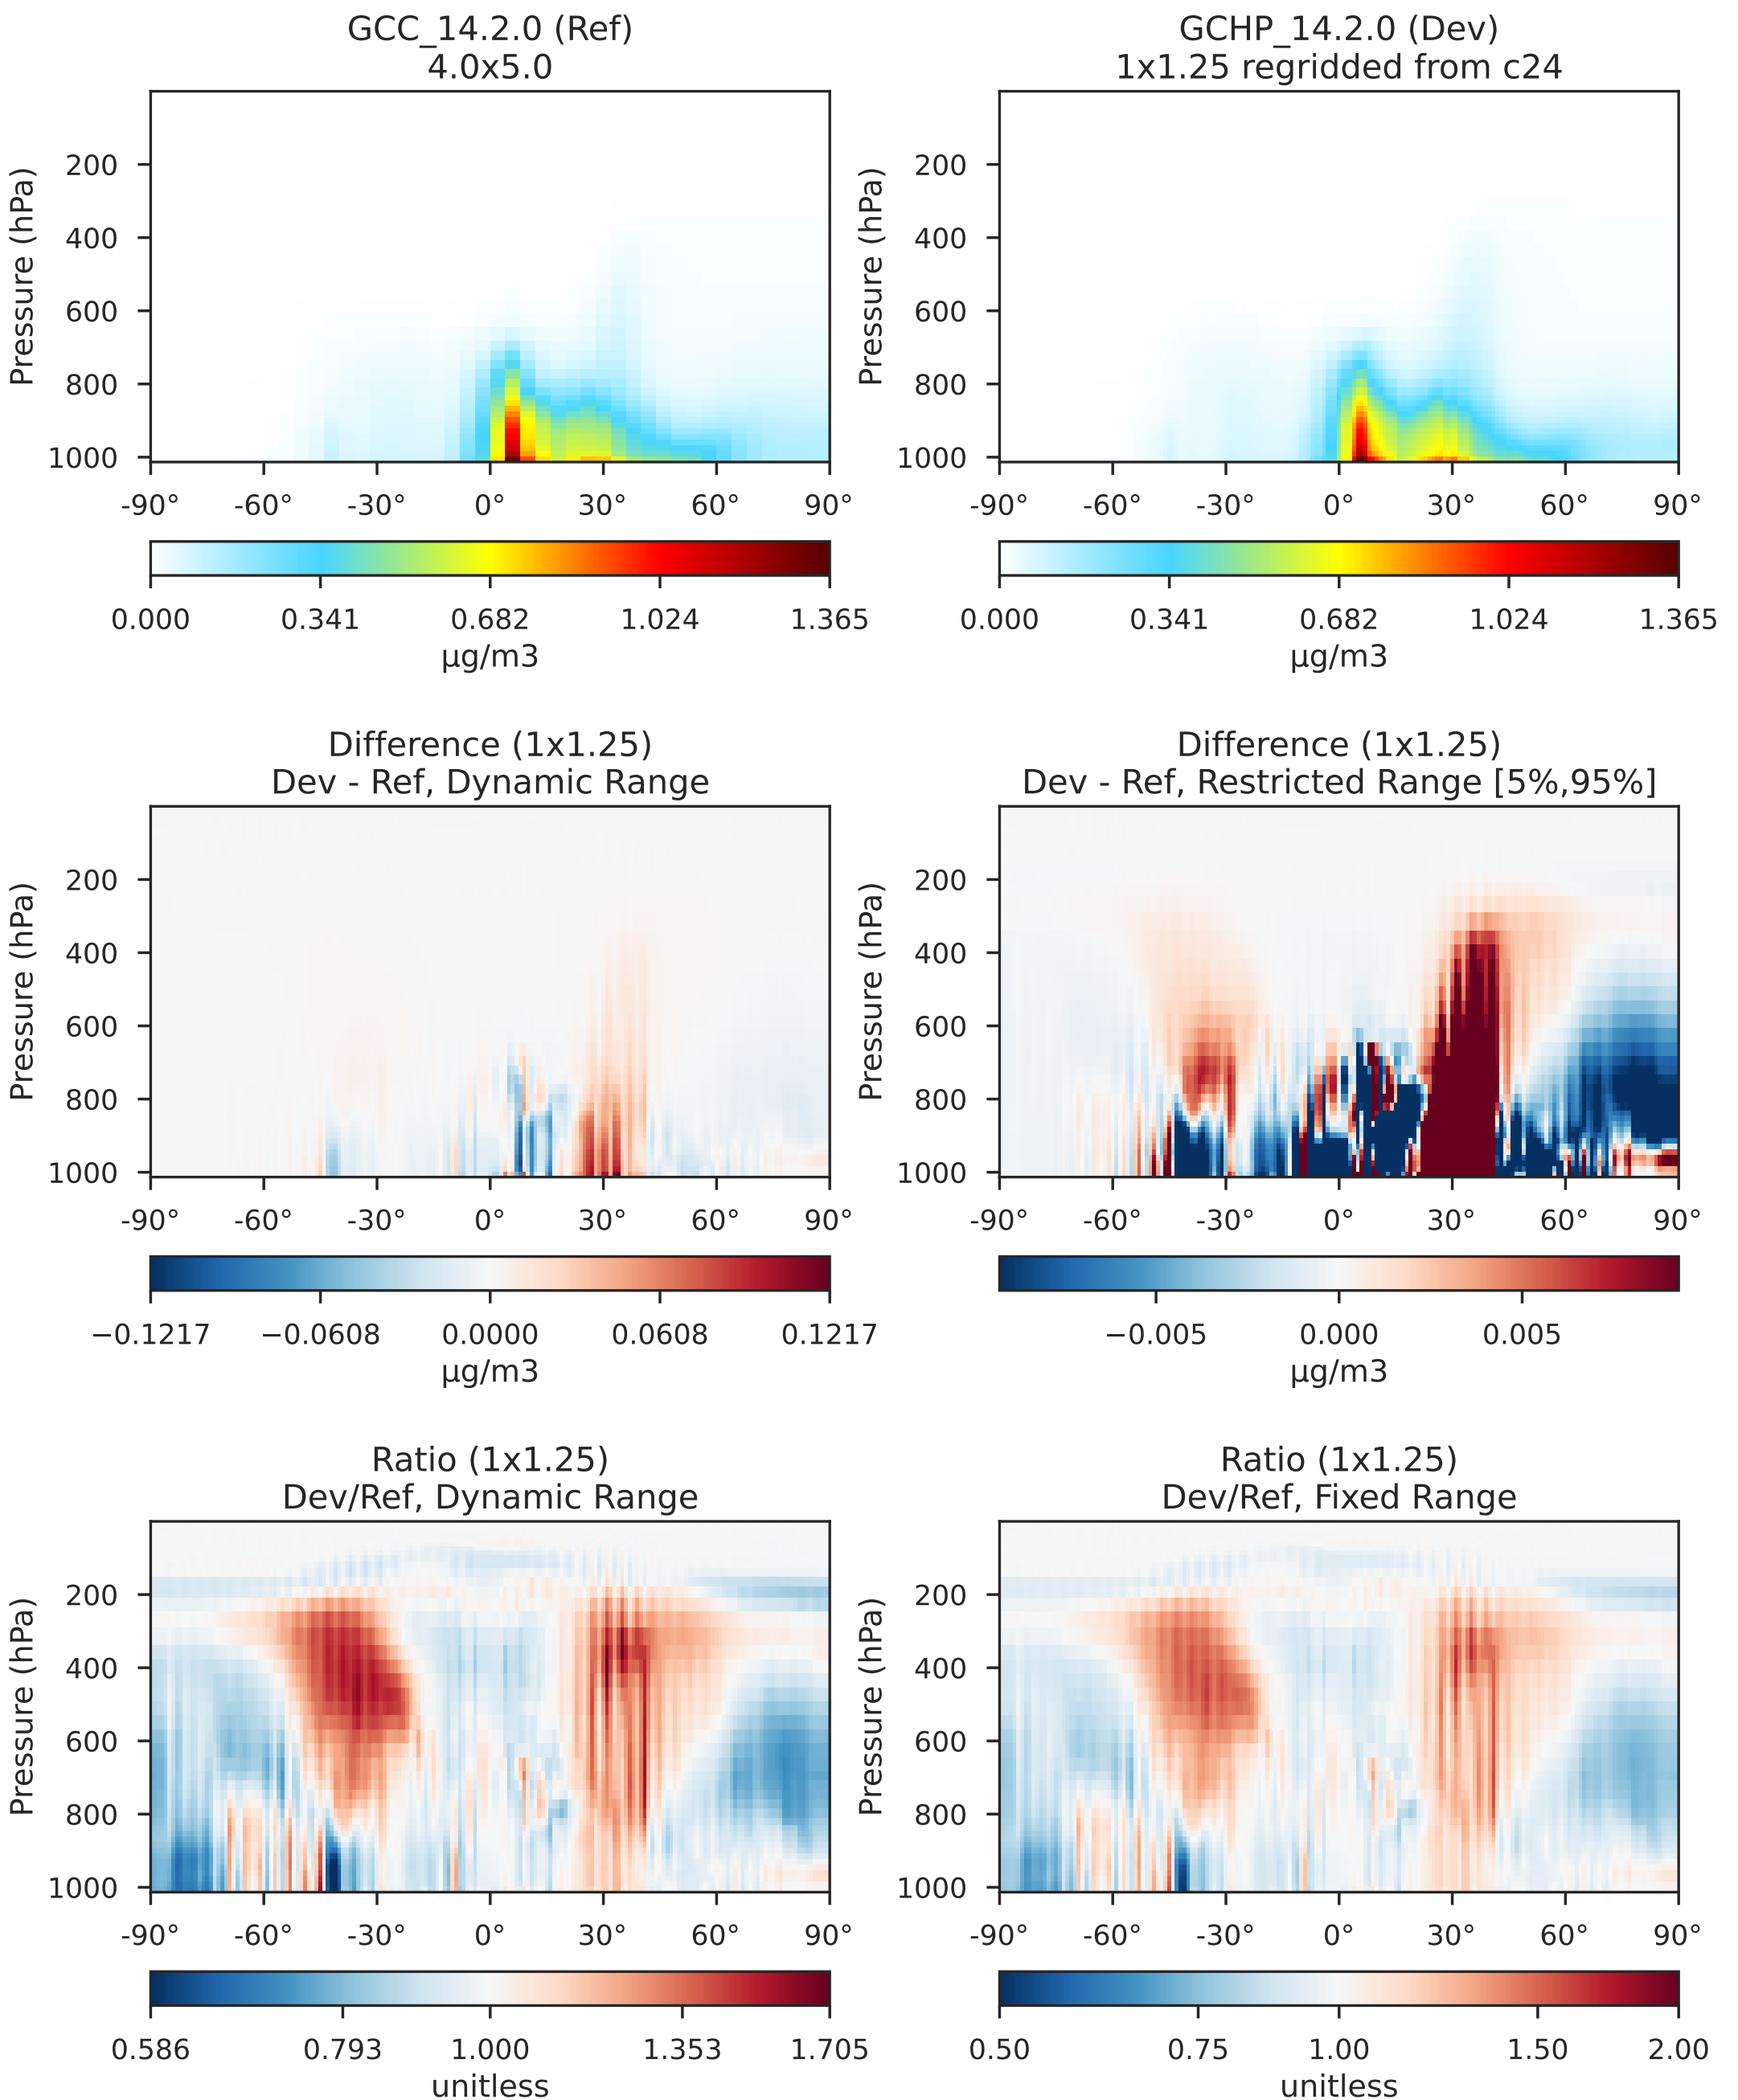 GCC_14.2.0 (Ref)
4.0x5.0
Pressure (hPa)
200
400
600
800
1000
-90° -60° -30° 0° 30° 60° 90°
0.000 0.341 0.682 1.024 1.365
µg/m3
GCHP_14.2.0 (Dev)
1x1.25 regridded from c24
Pressure (hPa)
200
400
600
800
1000
-90° -60° -30° 0° 30° 60° 90°
0.000 0.341 0.682 1.024 1.365
µg/m3
Difference (1x1.25)
Dev - Ref, Dynamic Range
Pressure (hPa)
200
400
600
800
1000
-90° -60° -30° 0° 30° 60° 90°
−0.1217 −0.0608 0.0000 0.0608 0.1217
µg/m3
Difference (1x1.25)
Dev - Ref, Restricted Range [5%,95%]
Pressure (hPa)
200
400
600
800
1000
-90° -60° -30° 0° 30° 60° 90°
−0.005 0.000 0.005
µg/m3
Ratio (1x1.25)
Dev/Ref, Dynamic Range
Pressure (hPa)
200
400
600
800
1000
-90° -60° -30° 0° 30° 60° 90°
0.586 0.793 1.000 1.353 1.705
unitless
Ratio (1x1.25)
Dev/Ref, Fixed Range
Pressure (hPa)
200
400
600
800
1000
-90° -60° -30° 0° 30° 60° 90°
0.50 0.75 1.00 1.50 2.00
unitless